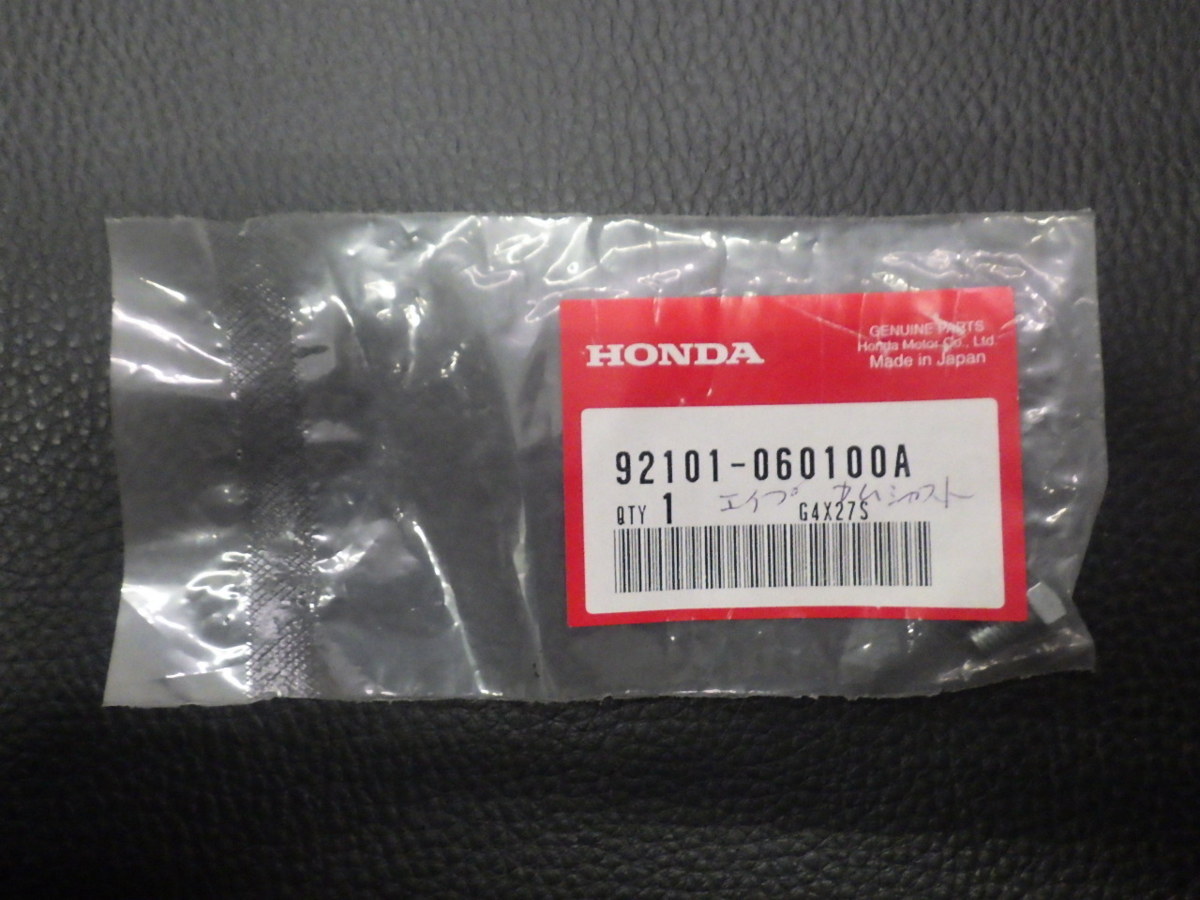 HONDA
GENUINE PARTS
Honda Motor Co., Ltd.
Made in Japan
92101-060100A
エイプ カムシャフト
QTY 1 G4X27S